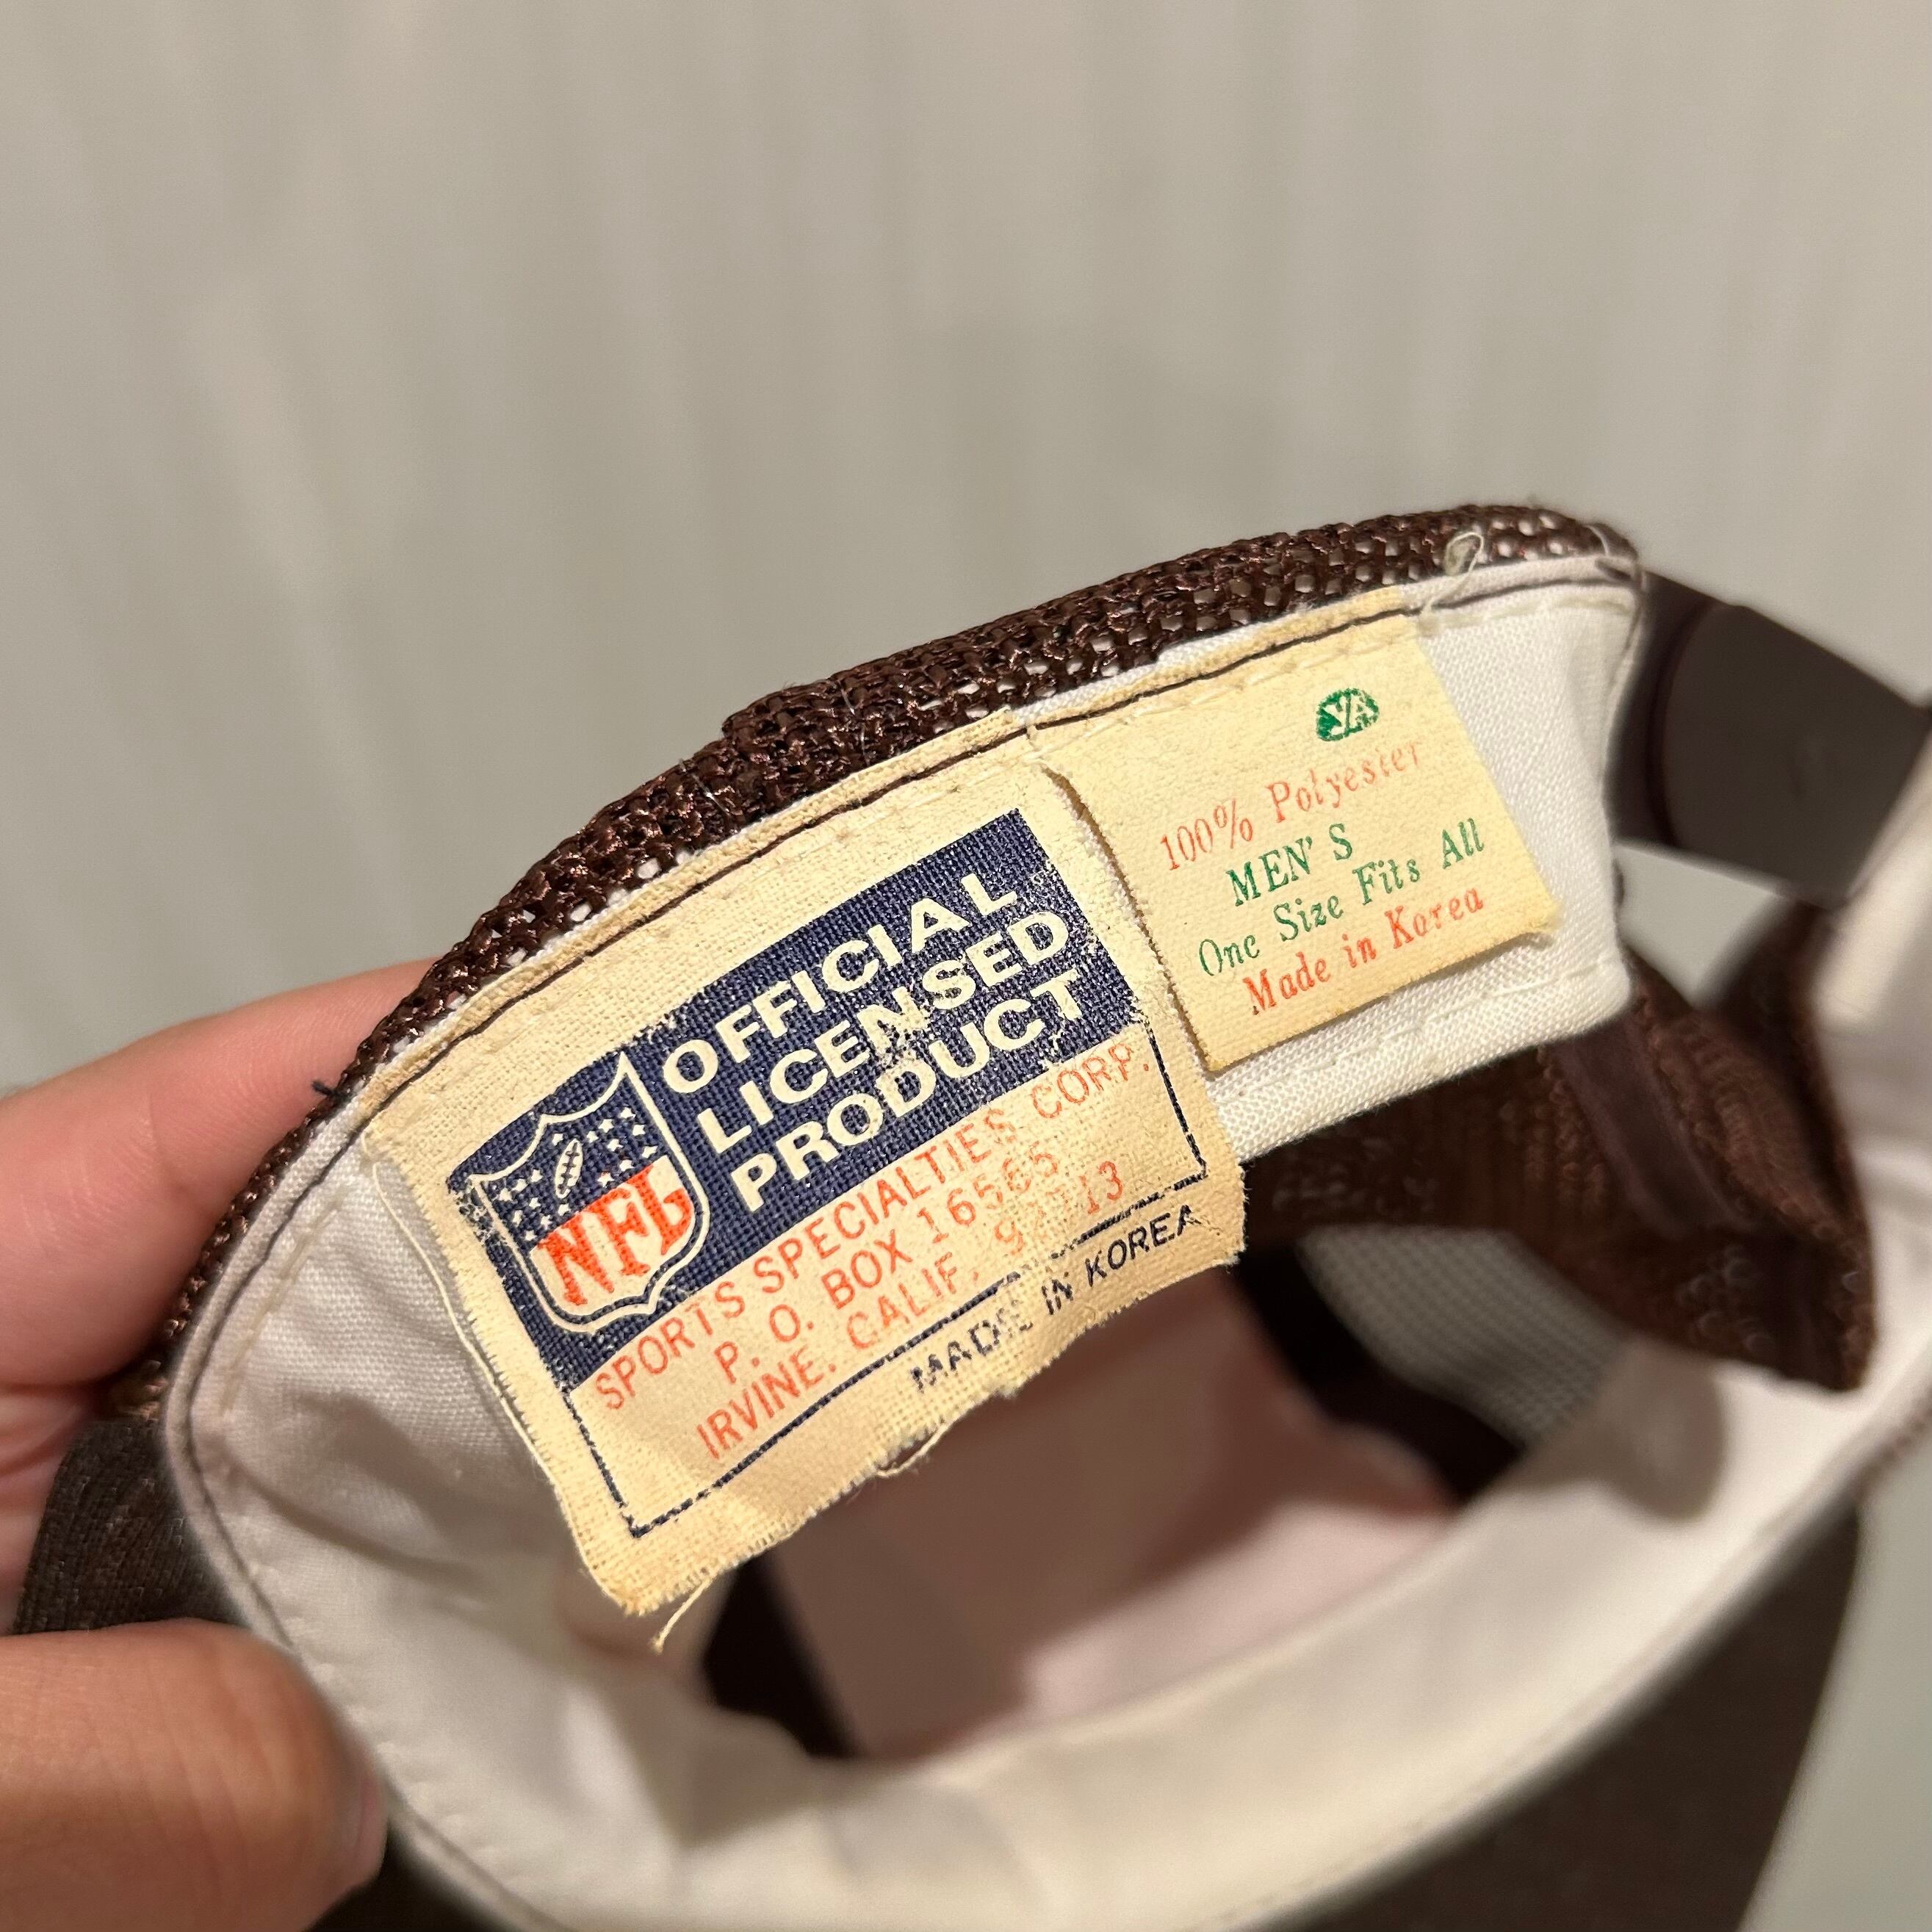 OFFICIAL
LICENSED
PRODUCT
NFL
SPORTS SPECIALTIES CORP.
P. O. BOX 16565
IRVINE. CALIF.
MADE IN KOREA
YA
100% Polyester
MEN'S
One Size Fits All
Made in Korea